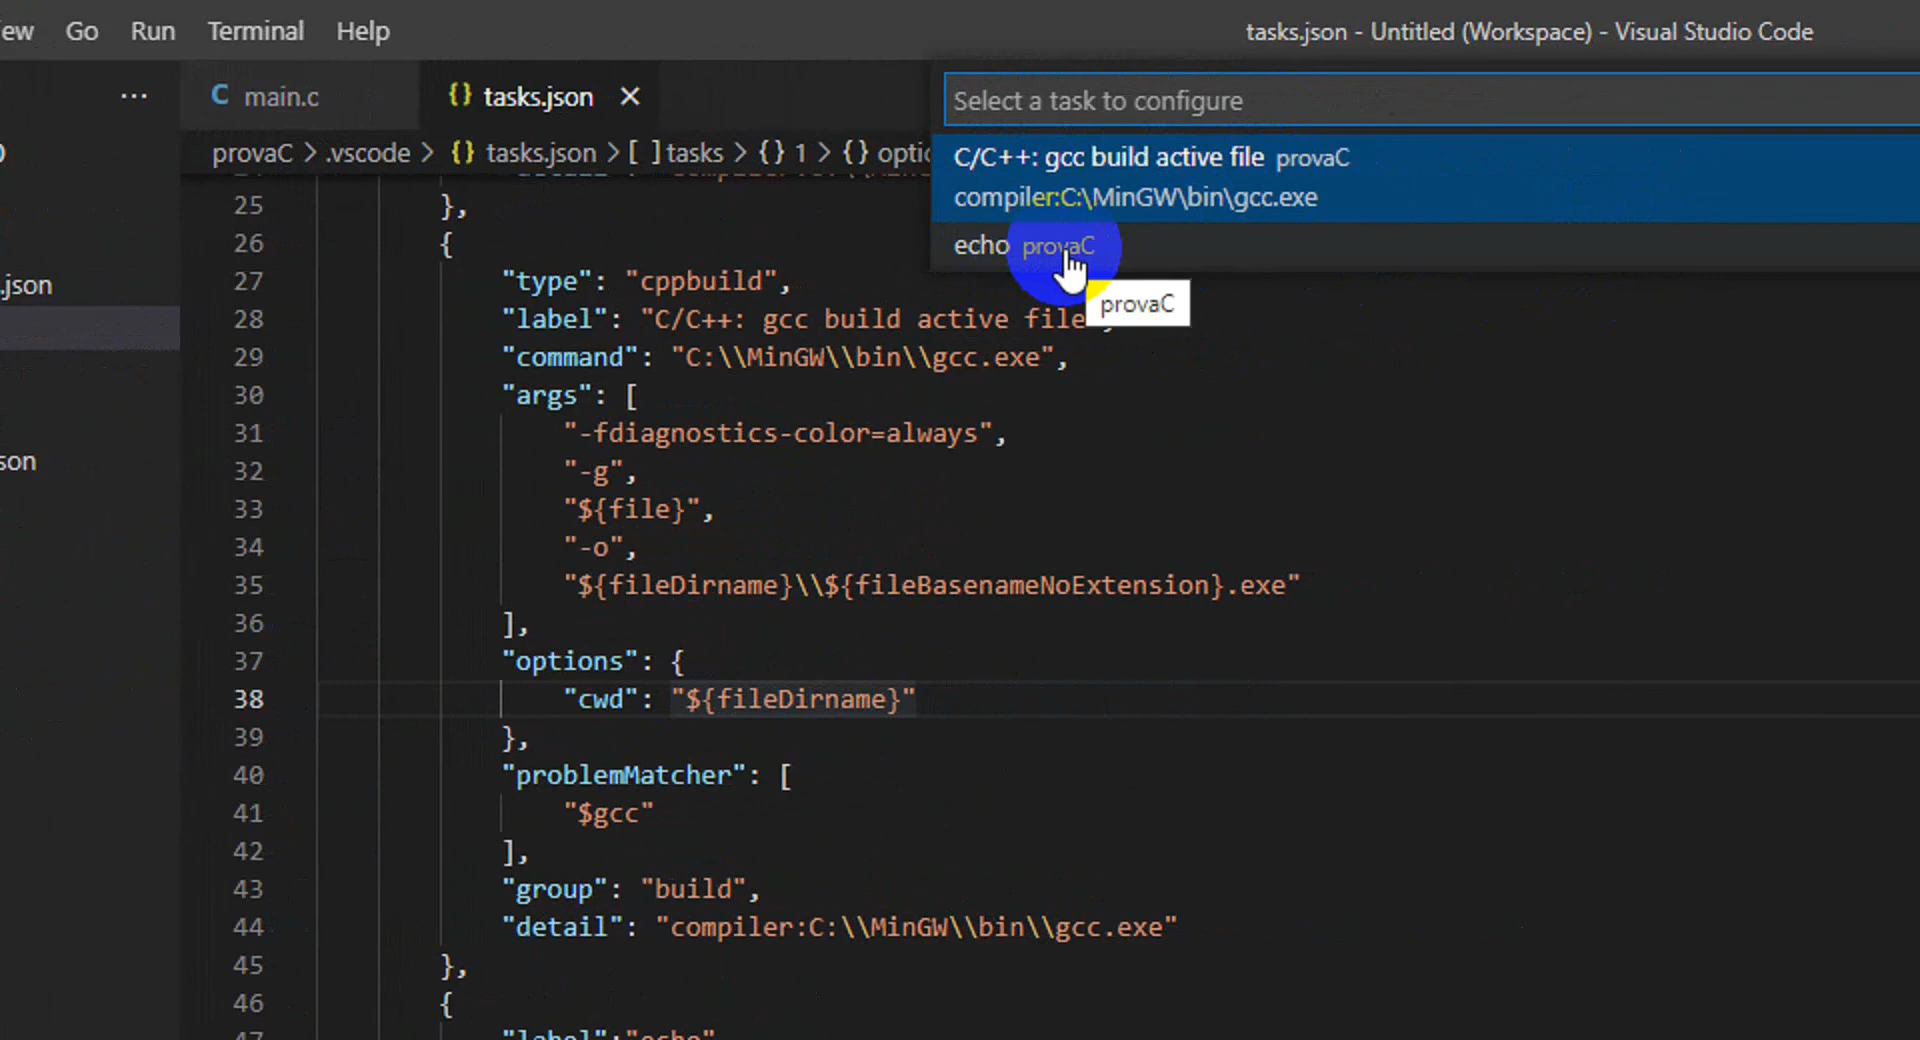 Go Run Terminal Help
tasks.json - Untitled (Workspace) - Visual Studio Code
... C main.c {} tasks.json ×
Select a task to configure
provaC > .vscode > {} tasks.json > [ ] tasks > {} 1 > {}
C/C++: gcc build active file provaC
compiler:C:\MinGW\bin\gcc.exe
echo provaC
provaC
.json
25 },
26 {
27 "type": "cppbuild",
28 "label": "C/C++: gcc build active file
29 "command": "C:\\MinGW\\bin\\gcc.exe",
30 "args": [
31 "-fdiagnostics-color=always",
32 "-g",
33 "${file}",
34 "-o",
35 "${fileDirname}\\${fileBasenameNoExtension}.exe"
36 ],
37 "options": {
38 "cwd": "${fileDirname}"
39 },
40 "problemMatcher": [
41 "$gcc"
42 ],
43 "group": "build",
44 "detail": "compiler:C:\\MinGW\\bin\\gcc.exe"
45 },
46 {